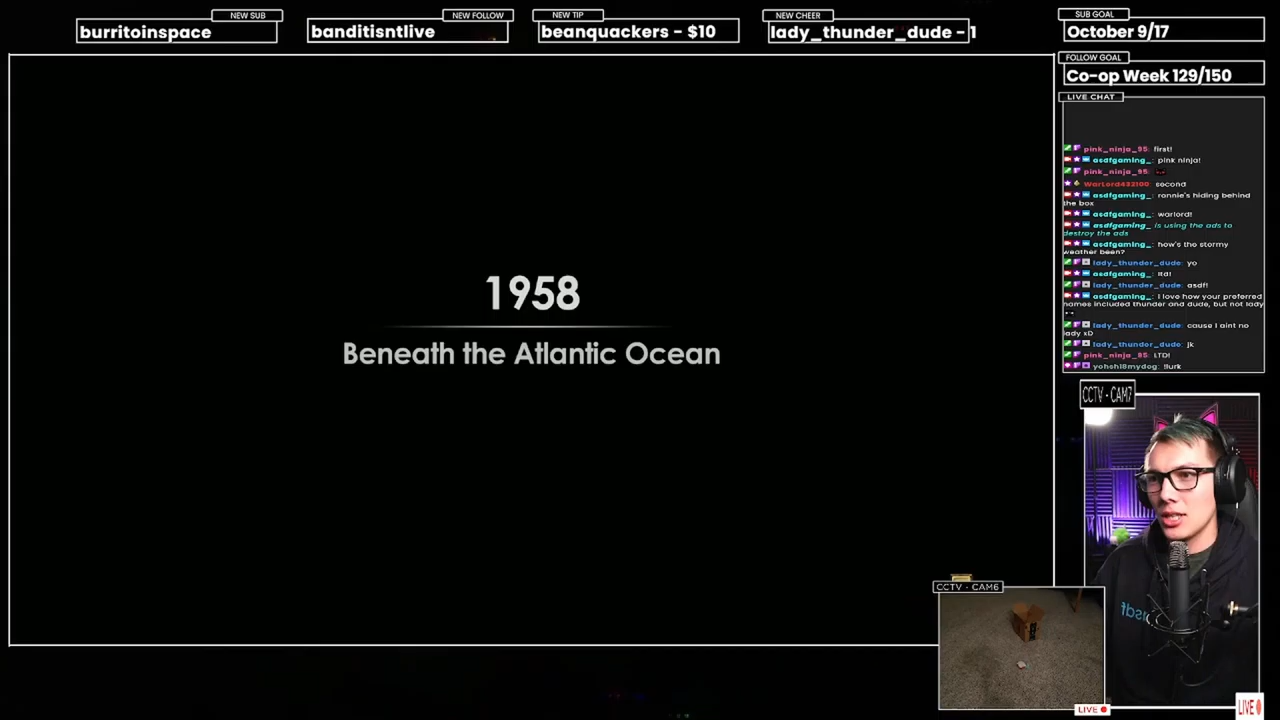 NEW SUB
burritoinspace
NEW FOLLOW
banditisntlive
NEW TIP
beanquackers - $10
NEW CHEER
lady_thunder_dude - 1
SUB GOAL
October 9/17
FOLLOW GOAL
Co-op Week 129/150
LIVE CHAT
pink_ninja_95: first!
asdfgaming_: pink ninja!
pink_ninja_95:
WarLord432100: second
asdfgaming_: ronnie's hiding behind
the box
asdfgaming_: warlord!
asdfgaming_ is using the ads to
destroy the ads
asdfgaming_: how's tho stormy
weather been?
lady_thunder_dude: yo
asdfgaming_: ltd!
lady_thunder_dude: asdf!
asdfgaming_: I love how your preferred
names included thunder and dude, but not lady
lady_thunder_dude: cause I aint no
lady xD
lady_thunder_dude: jk
pink_ninja_95: LTD!
yohohi8mydog: !lurk
1958
Beneath the Atlantic Ocean
CCTV - CAM7
CCTV - CAM6
asdf
LIVE
LIVE